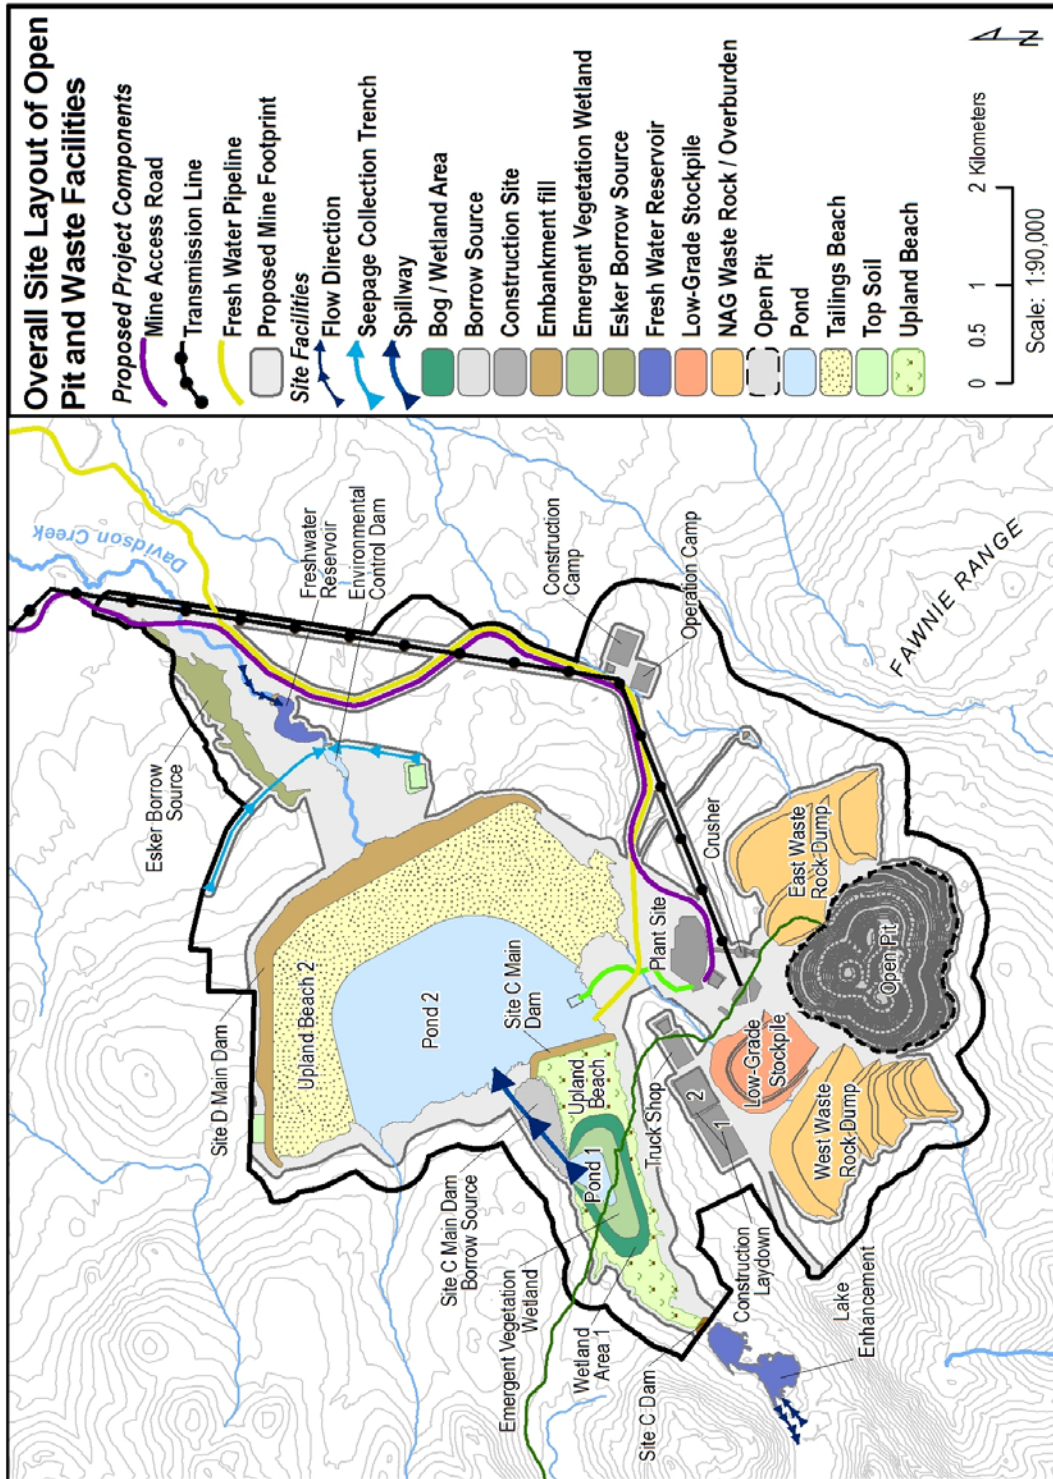 Overall Site Layout of Open
Pit and Waste Facilities
Proposed Project Components
Mine Access Road
Transmission Line
Fresh Water Pipeline
Proposed Mine Footprint
Site Facilities
Flow Direction
Seepage Collection Trench
Spillway
Bog / Wetland Area
Borrow Source
Construction Site
Embankment fill
Emergent Vegetation Wetland
Esker Borrow Source
Fresh Water Reservoir
Low-Grade Stockpile
NAG Waste Rock / Overburden
Open Pit
Pond
Tailings Beach
Top Soil
Upland Beach
0 0.5 1 2 Kilometers
Scale: 1:90,000
N
Davidson Creek
Freshwater
Reservoir
Environmental
Control Dam
Esker Borrow
Source
Construction
Camp
Operation Camp
FAWNIE RANGE
Site D Main Dam
Upland Beach 2
Pond 2
Site C Main
Dam
Plant Site
Crusher
East Waste
Rock Dump
Open Pit
Site C Main Dam
Borrow Source
Upland
Beach
Pond 1
Truck Shop
2
1
Low-Grade
Stockpile
West Waste
Rock Dump
Emergent Vegetation
Wetland
Wetland
Area 1
Site C Dam
Construction
Laydown
Lake
Enhancement